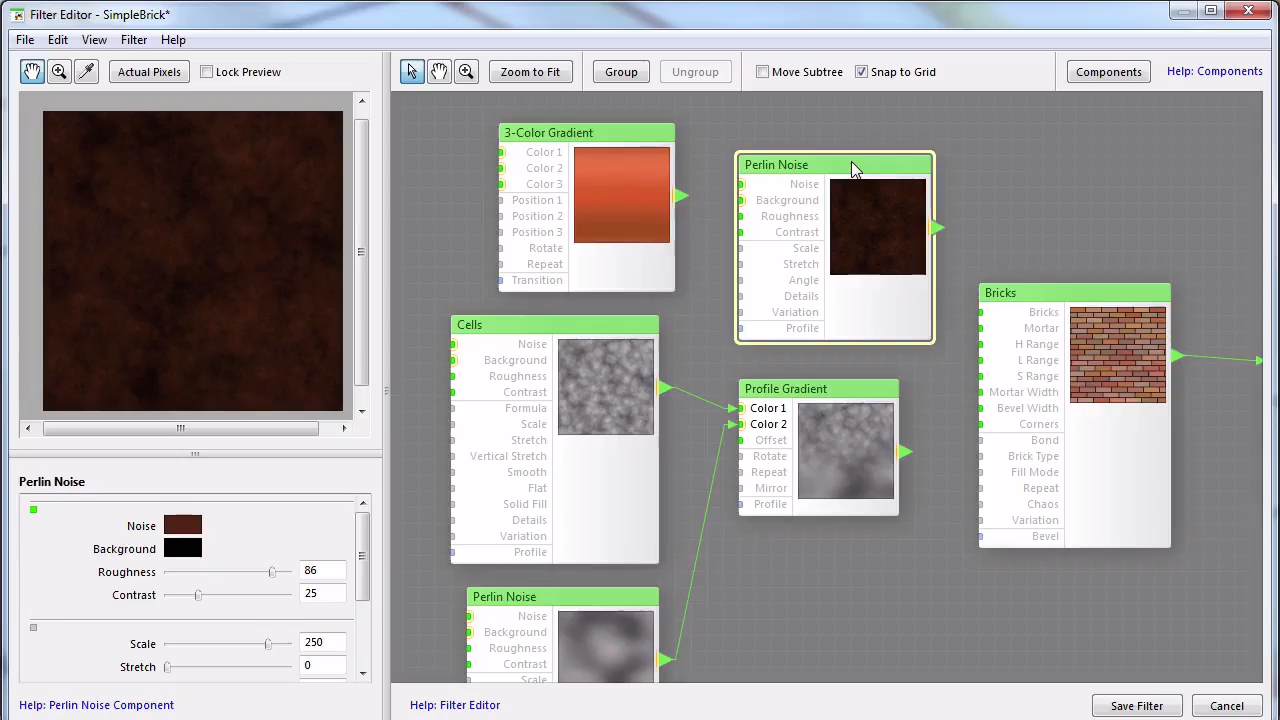 Filter Editor - SimpleBrick*
File Edit View Filter Help
Actual Pixels Lock Preview
Zoom to Fit Group Ungroup Move Subtree Snap to Grid Components Help: Components
3-Color Gradient
Color 1
Color 2
Color 3
Position 1
Position 2
Position 3
Rotate
Repeat
Transition
Perlin Noise
Noise
Background
Roughness
Contrast
Scale
Stretch
Angle
Details
Variation
Profile
Cells
Noise
Background
Roughness
Contrast
Formula
Scale
Stretch
Vertical Stretch
Smooth
Flat
Solid Fill
Details
Variation
Profile
Profile Gradient
Color 1
Color 2
Offset
Rotate
Repeat
Mirror
Profile
Bricks
Bricks
Mortar
H Range
L Range
S Range
Mortar Width
Bevel Width
Corners
Bond
Brick Type
Fill Mode
Repeat
Chaos
Variation
Bevel
Perlin Noise
Noise
Background
Roughness
Contrast
Scale
Perlin Noise
Noise
Background
Roughness 86
Contrast 25
Scale 250
Stretch 0
Help: Perlin Noise Component
Help: Filter Editor
Save Filter Cancel